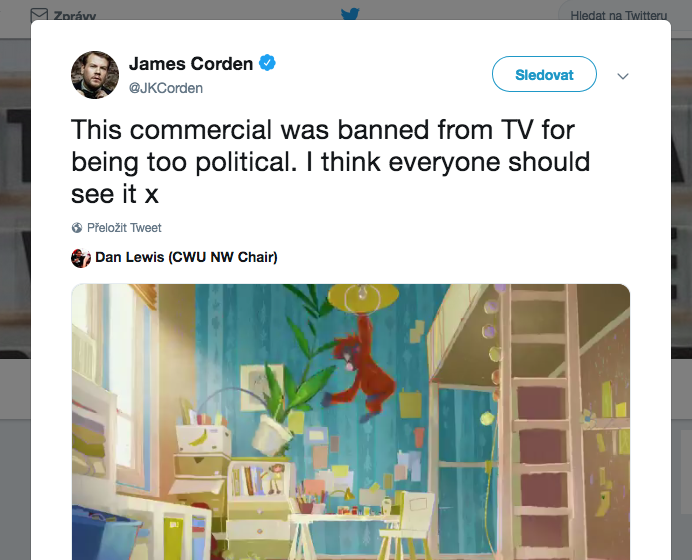 Zprávy
Hledat na Twitteru
James Corden
@JKCorden
Sledovat
This commercial was banned from TV for
being too political. I think everyone should
see it x
Přeložit Tweet
Dan Lewis (CWU NW Chair)